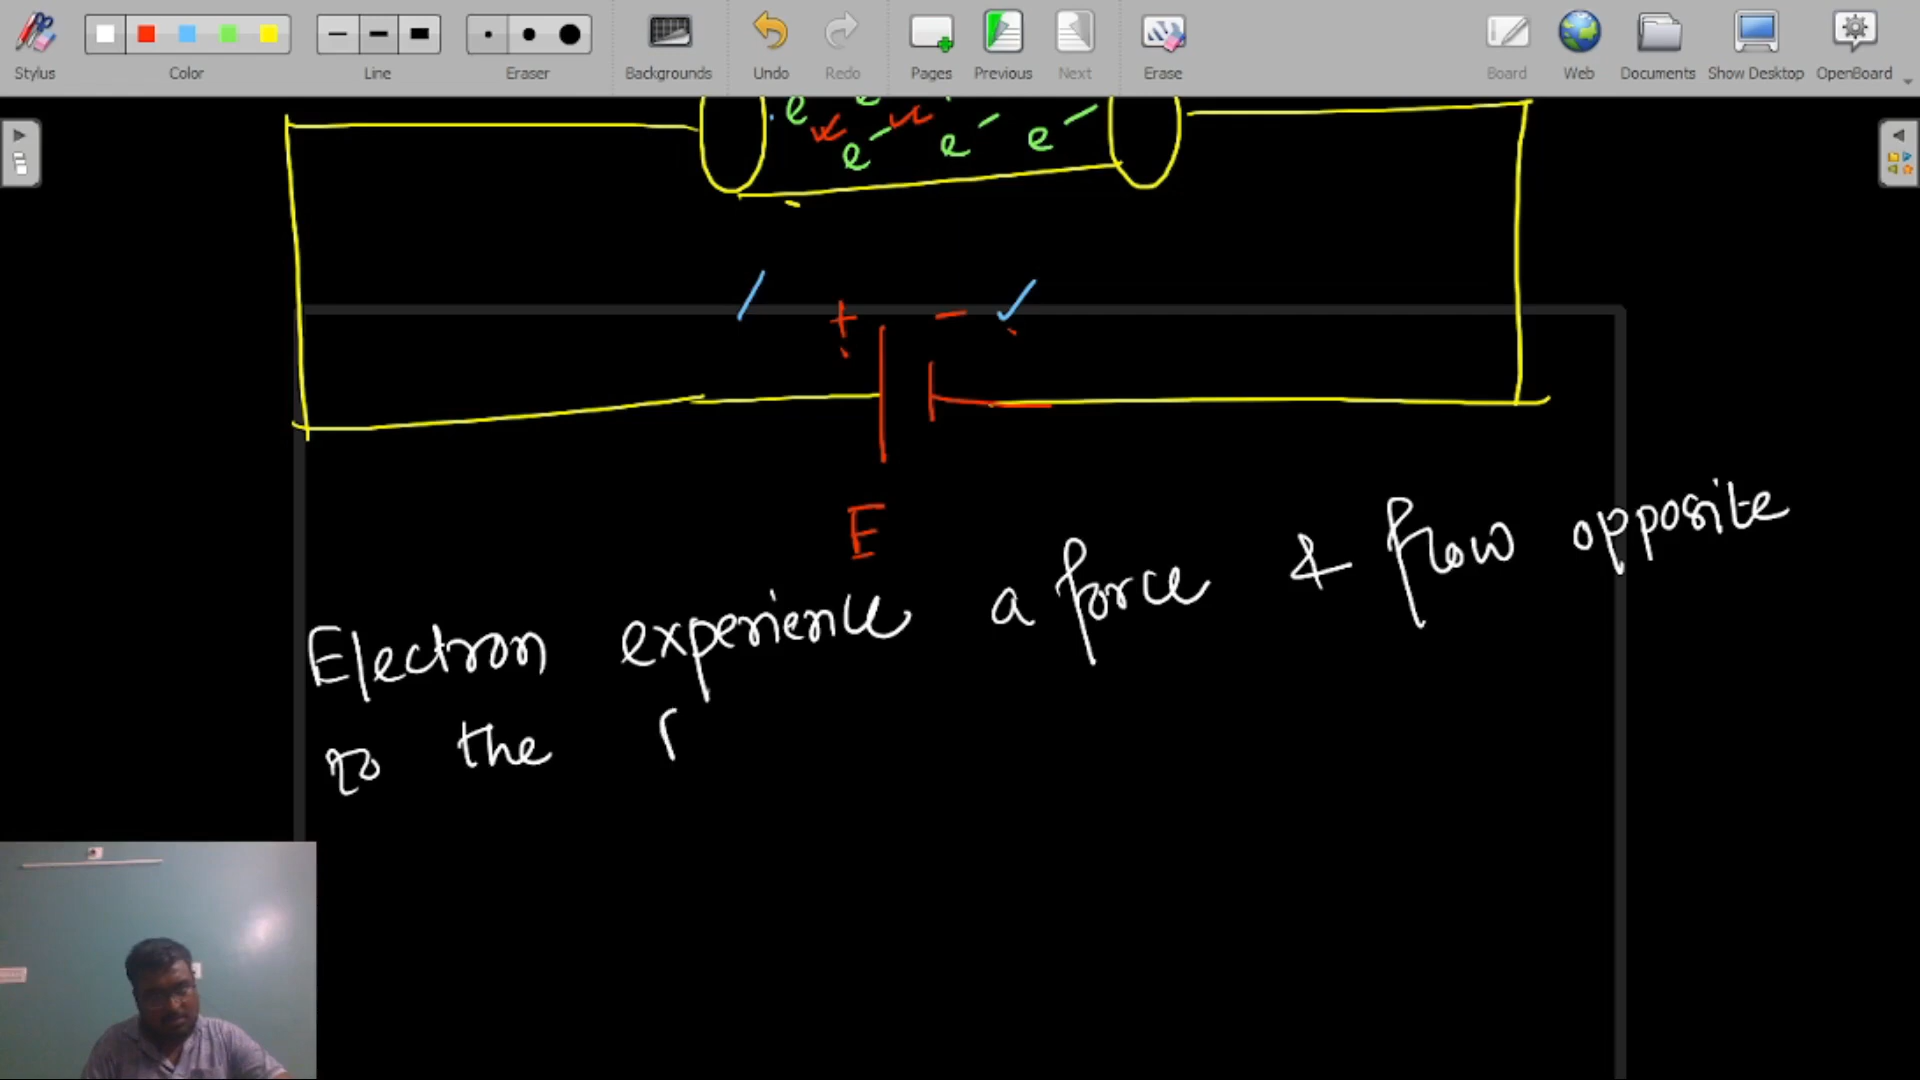 Stylus Color Line Eraser Backgrounds Undo Redo Pages Previous Next Erase Board Web Documents Show Desktop OpenBoard
e e
e e e
+ -
E
Electron experience a force & flow opposite
to the